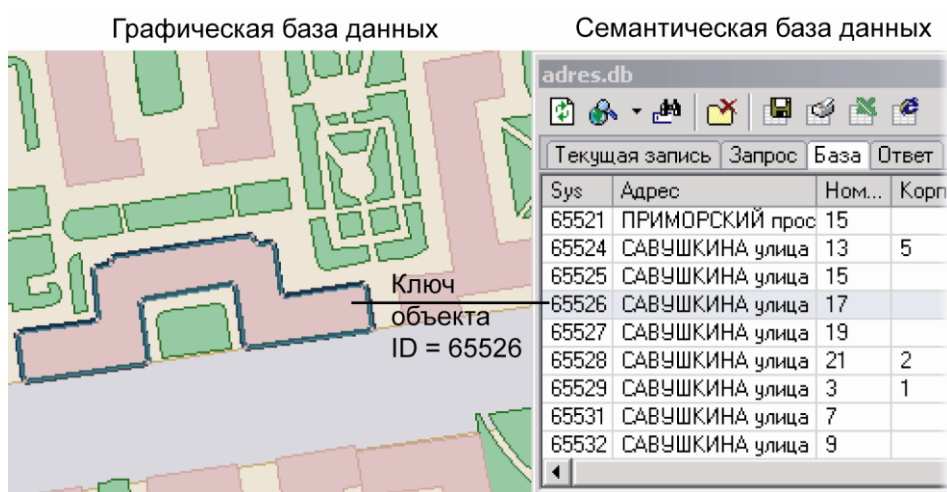 Графическая база данных
Семантическая база данных
adres.db
Текущая запись Запрос База Ответ
Sys Адрес Ном... Корп
65521 ПРИМОРСКИЙ прос 15
65524 САВУШКИНА улица 13 5
65525 САВУШКИНА улица 15
65526 САВУШКИНА улица 17
65527 САВУШКИНА улица 19
65528 САВУШКИНА улица 21 2
65529 САВУШКИНА улица 3 1
65531 САВУШКИНА улица 7
65532 САВУШКИНА улица 9
Ключ
объекта
ID = 65526